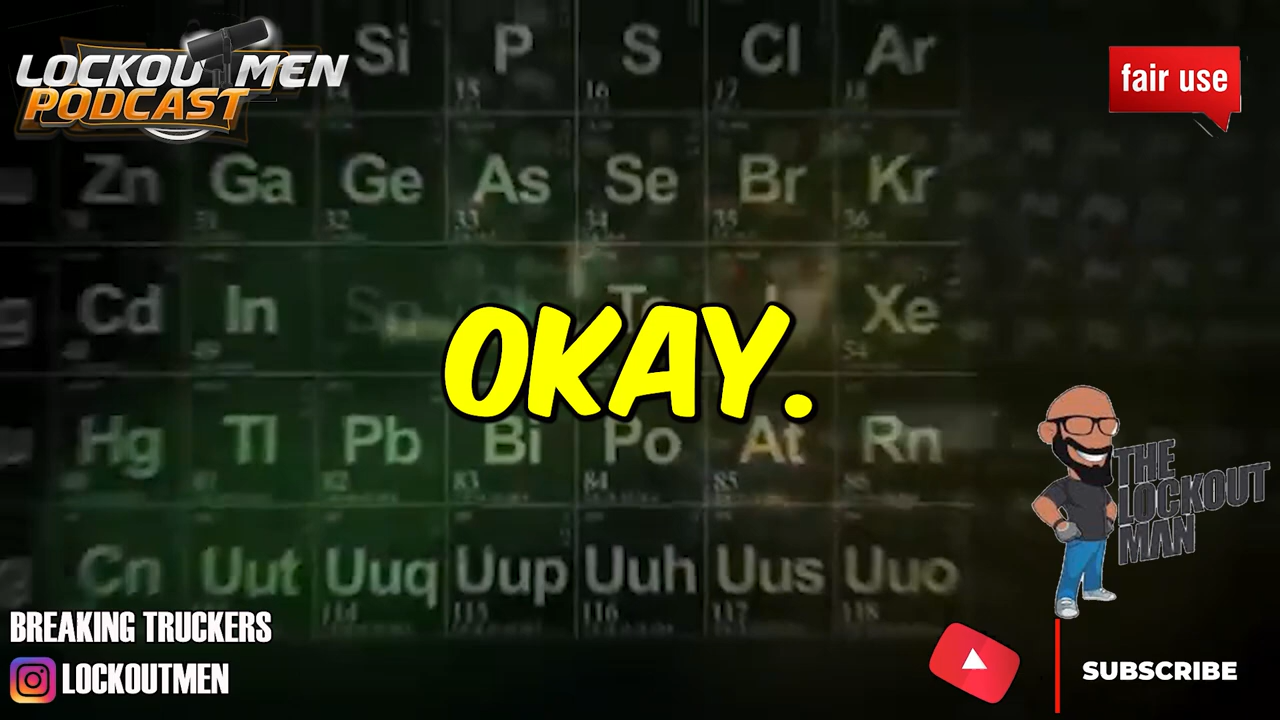 LOCKOUTMEN
PODCAST
fair use
Si P S Cl Ar
15 16 17 18
Zn Ga Ge As Se Br Kr
31 32 33 34 35 36
Cd In Te Xe
54
OKAY.
Hg Tl Pb Bi Po At Rn
81 82 83 84 85 86
THE
LOCKOUT
MAN
Cn Uut Uuq Uup Uuh Uus Uuo
114 115 116 117 118
BREAKING TRUCKERS
LOCKOUTMEN
SUBSCRIBE